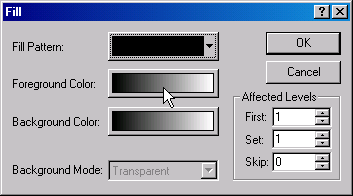 Fill
Fill Pattern:
OK
Foreground Color:
Cancel
Affected Levels
First: 1
Background Color:
Set: 1
Skip: 0
Background Mode: Transparent